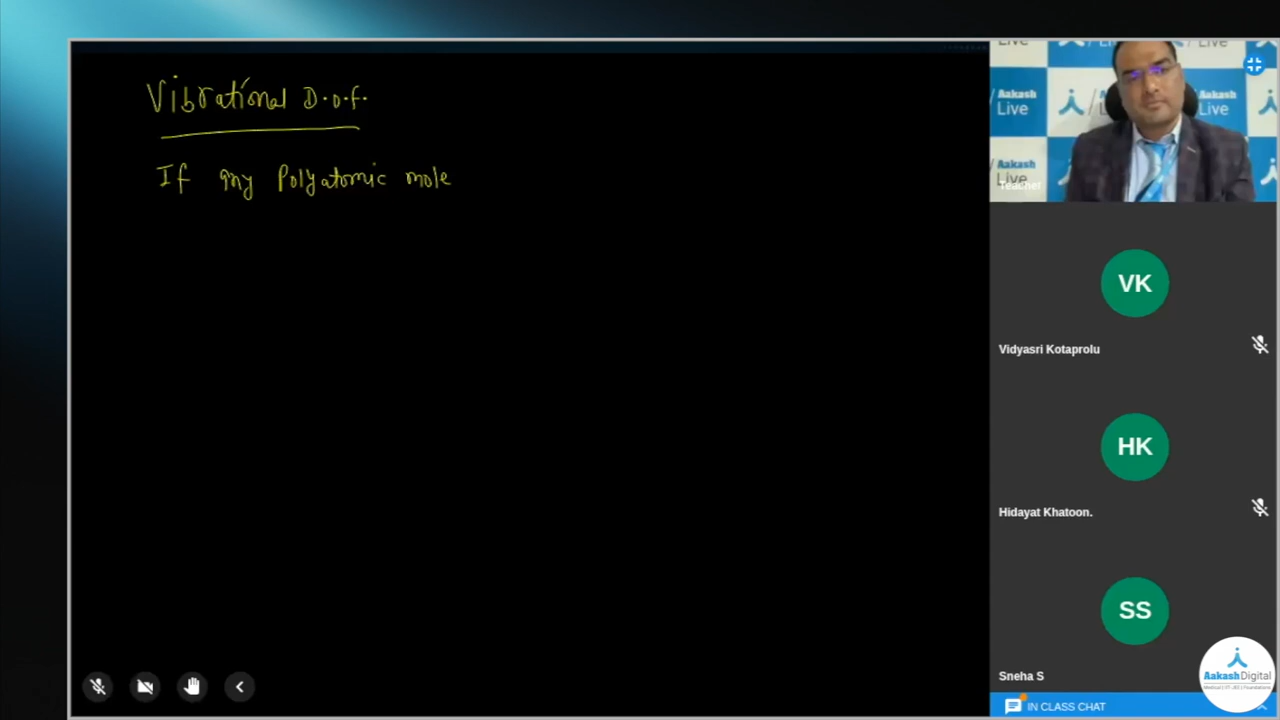 Vibrational D.o.f.
If any Polyatomic mole
Live
Live
Aakash
Live
Aakash
Live
Aakash
Live
Teacher
VK
Vidyasri Kotaprolu
HK
Hidayat Khatoon.
SS
Sneha S
AakashDigital
IN CLASS CHAT